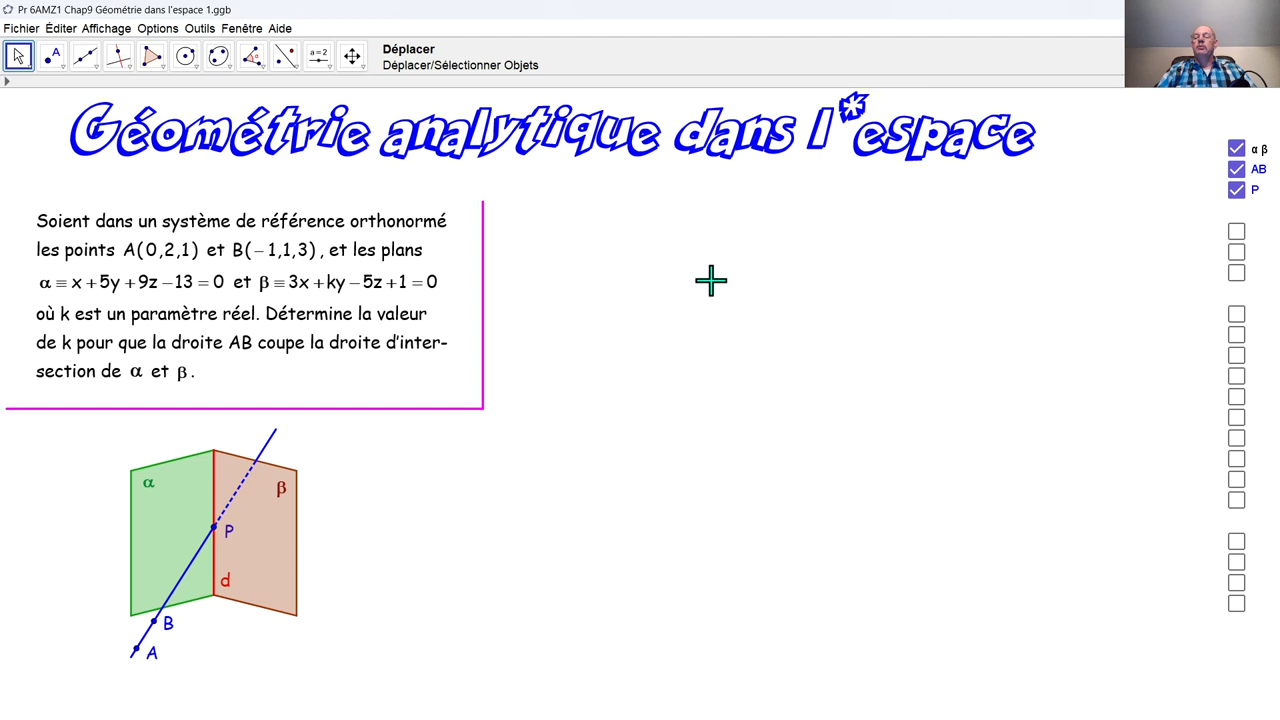 Pr 6AMZ1 Chap9 Géométrie dans l'espace 1.ggb
Fichier Éditer Affichage Options Outils Fenêtre Aide
A
a=2
Déplacer
Déplacer/Sélectionner Objets
Géométrie analytique dans l'espace
α β
AB
P
Soient dans un système de référence orthonormé
les points A(0,2,1) et B(−1,1,3), et les plans
α ≡ x+5y+9z−13=0 et β ≡ 3x+ky−5z+1=0
où k est un paramètre réel. Détermine la valeur
de k pour que la droite AB coupe la droite d'inter-
section de α et β.
α
β
P
d
B
A